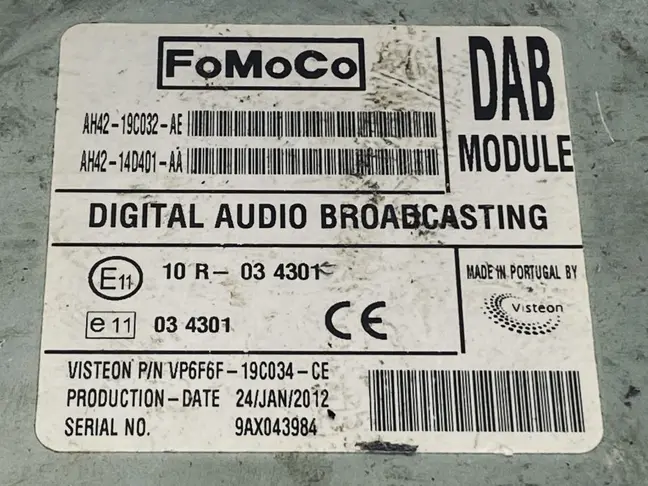 FoMoCo
DAB
MODULE
AH42-19C032-AE
AH42-14D401-AA
DIGITAL AUDIO BROADCASTING
E11
10 R- 03 4301
MADE IN PORTUGAL BY
Visteon
e 11
03 4301
CE
VISTEON P/N VP6F6F-19C034-CE
PRODUCTION-DATE 24/JAN/2012
SERIAL NO. 9AX043984